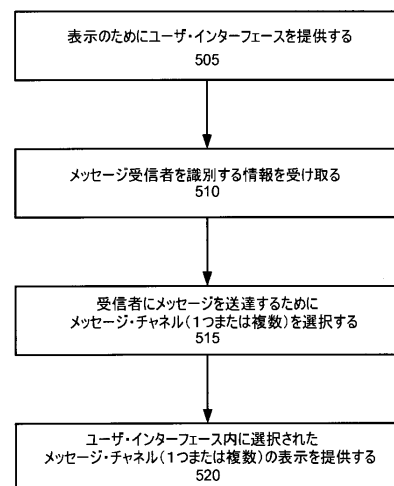 表示のためにユーザ・インターフェースを提供する
505
メッセージ受信者を識別する情報を受け取る
510
受信者にメッセージを送達するために
メッセージ・チャネル(1つまたは複数)を選択する
515
ユーザ・インターフェース内に選択された
メッセージ・チャネル(1つまたは複数)の表示を提供する
520